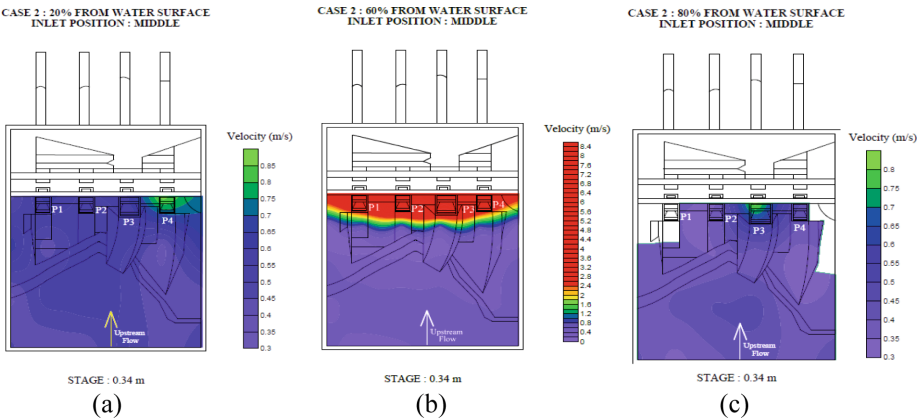 CASE 2 : 20% FROM WATER SURFACE
INLET POSITION : MIDDLE
Velocity (m/s)
0.85
0.8
0.75
0.7
0.65
0.6
0.55
0.5
0.45
0.4
0.35
0.3
P1
P2
P3
P4
Upstream
Flow
STAGE : 0.34 m
(a)
CASE 2 : 60% FROM WATER SURFACE
INLET POSITION : MIDDLE
Velocity (m/s)
8.4
8
7.6
7.2
6.8
6.4
6
5.6
5.2
4.8
4.4
4
3.6
3.2
2.8
2.4
2
1.6
1.2
0.8
0.4
0
P1
P2
P3
P4
Upstream
Flow
STAGE : 0.34 m
(b)
CASE 2 : 80% FROM WATER SURFACE
INLET POSITION : MIDDLE
Velocity (m/s)
0.8
0.75
0.7
0.65
0.6
0.55
0.5
0.45
0.4
0.35
0.3
P1
P2
P3
P4
Upstream
Flow
STAGE : 0.34 m
(c)